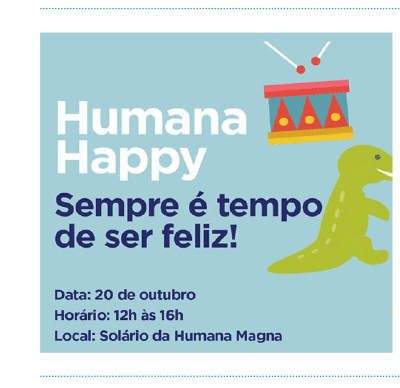 Humana
Happy
Sempre é tempo
de ser feliz!
Data: 20 de outubro
Horário: 12h às 16h
Local: Solário da Humana Magna